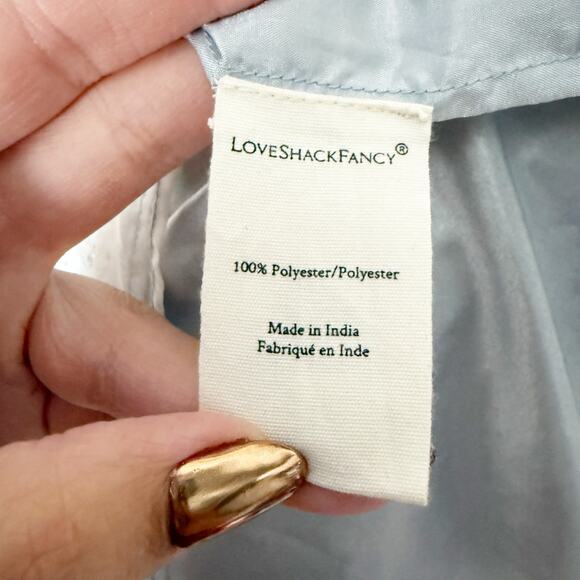 LOVESHACKFANCY®
100% Polyester/Polyester
Made in India
Fabriqué en Inde